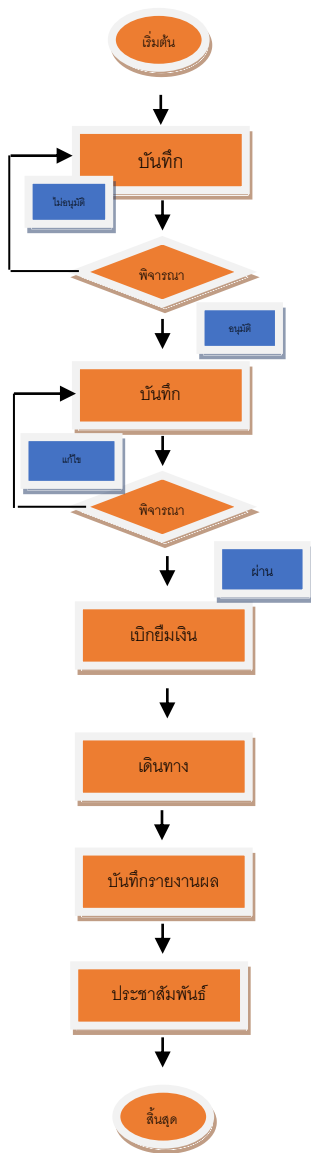 เริ่มต้น
บันทึก
ไม่อนุมัติ
พิจารณา
อนุมัติ
บันทึก
แก้ไข
พิจารณา
ผ่าน
เบิกยืมเงิน
เดินทาง
บันทึกรายงานผล
ประชาสัมพันธ์
สิ้นสุด